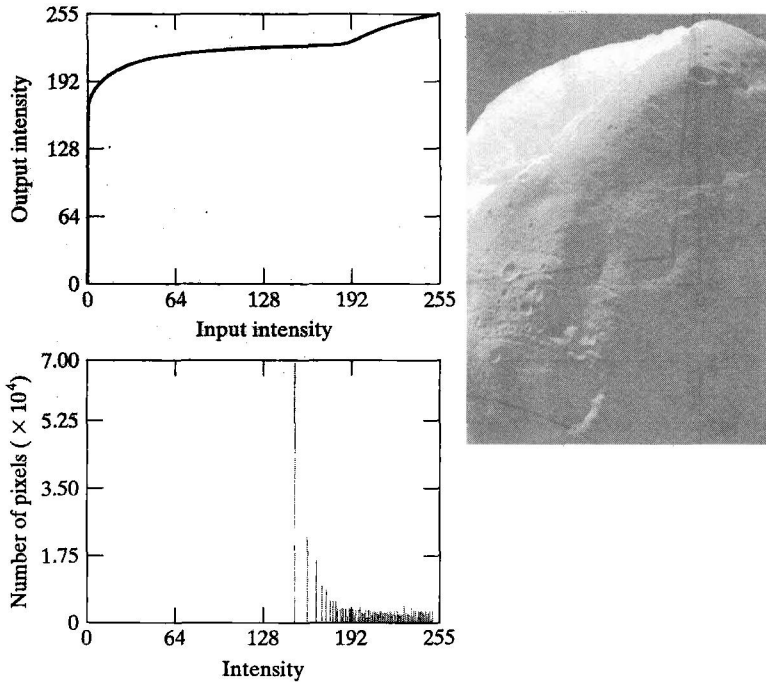 255
192
128
64
0
Output intensity
0 64 128 192 255
Input intensity
7.00
5.25
3.50
1.75
0
Number of pixels ( × 10⁴)
0 64 128 192 255
Intensity